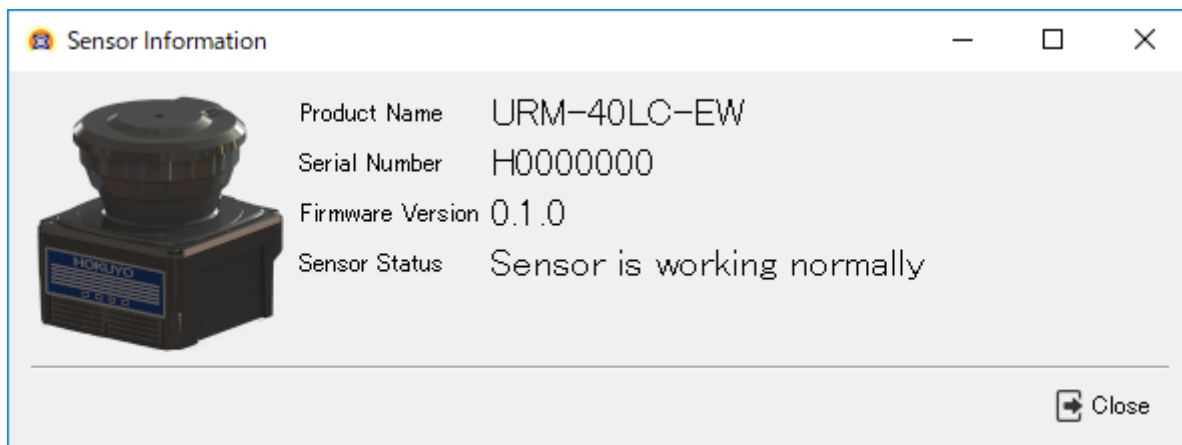 Sensor Information
Product Name URM-40LC-EW
Serial Number H0000000
Firmware Version 0.1.0
Sensor Status Sensor is working normally
HOKUYO
Close